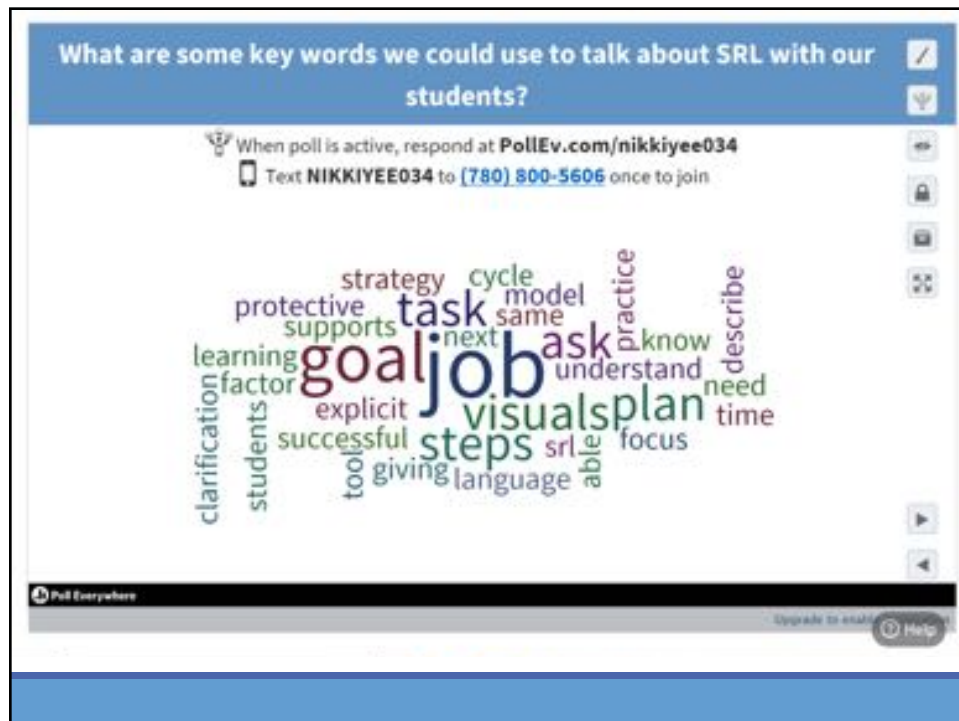 What are some key words we could use to talk about SRL with our
students?
When poll is active, respond at PollEv.com/nikkiyee034
Text NIKKIYEE034 to (780) 800-5606 once to join
strategy
cycle
practice
describe
protective
task
model
supports
same
next
ask
know
learning
goal
job
understand
factor
need
clarification
students
explicit
visuals
plan
time
successful
steps
srl
able
focus
tool
giving
language
Poll Everywhere
Upgrade to enable
Help